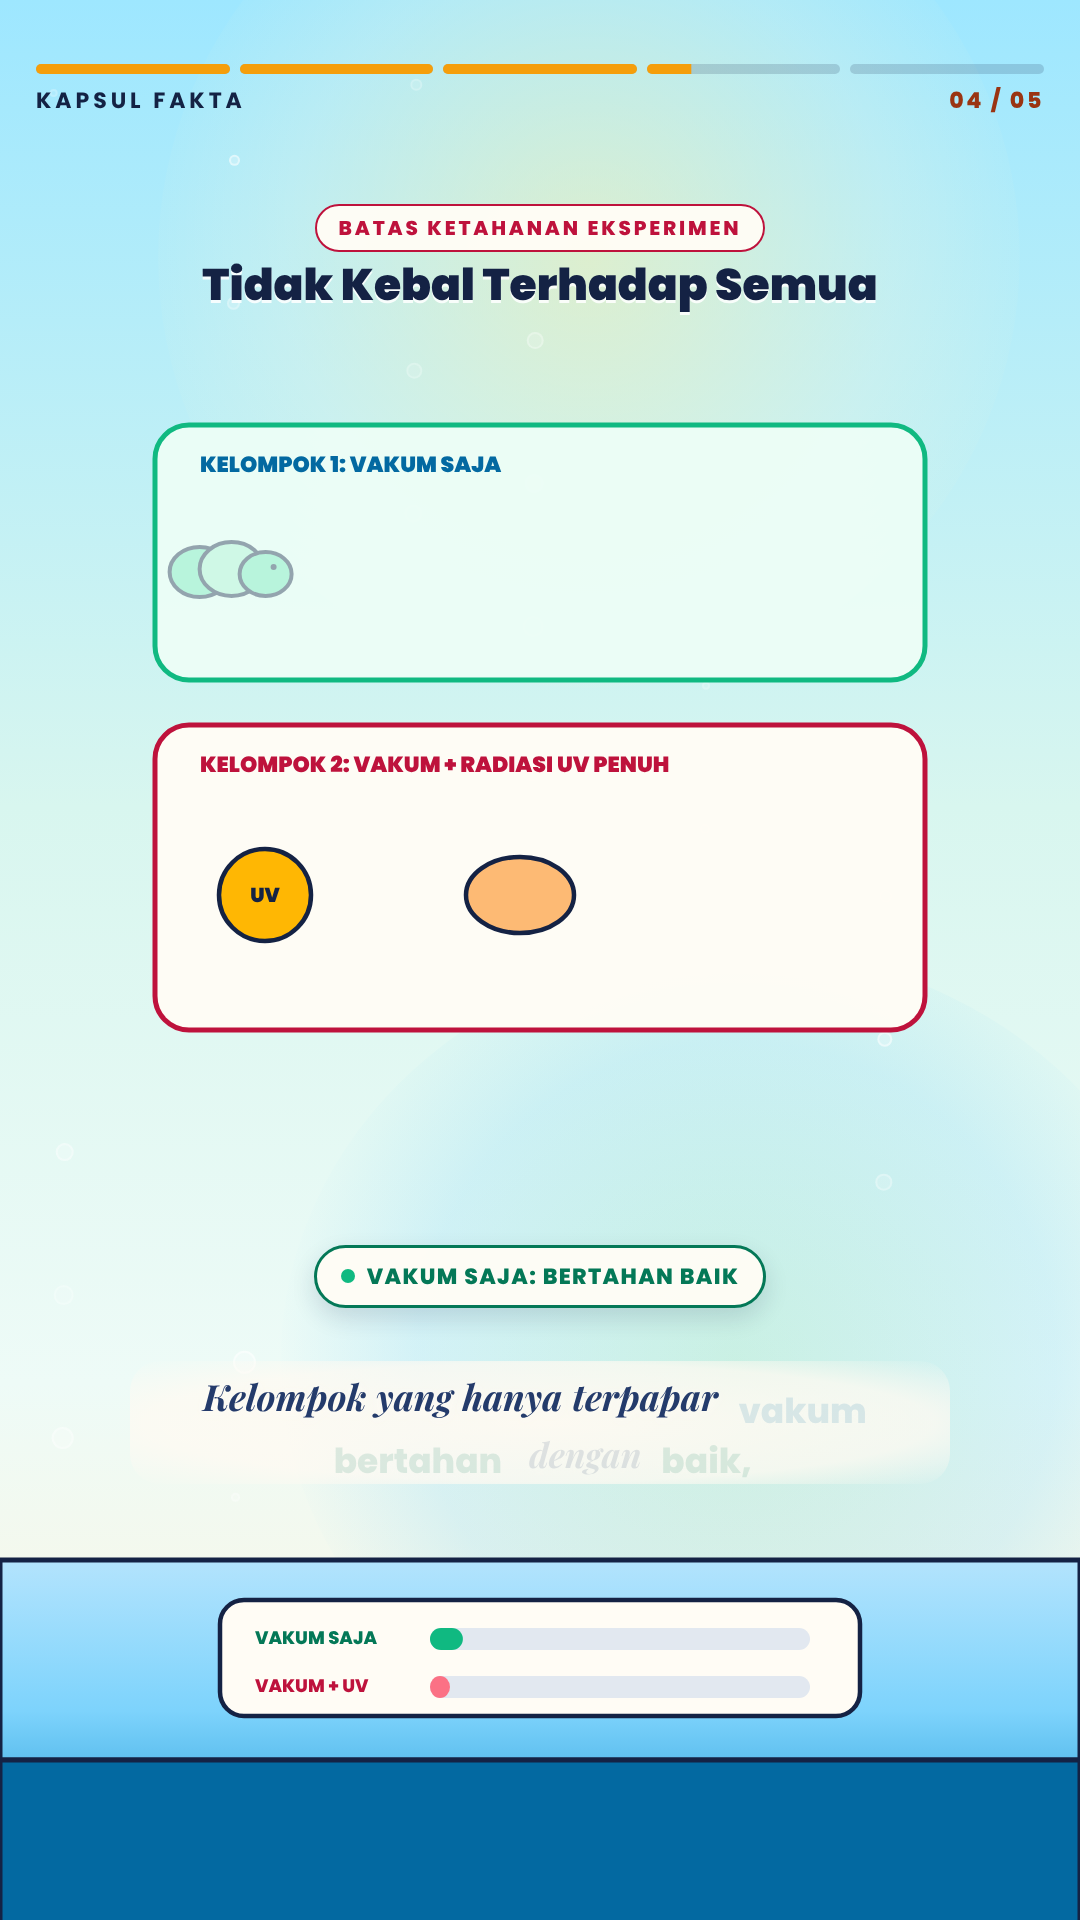 KAPSUL FAKTA
04 / 05
BATAS KETAHANAN EKSPERIMEN
Tidak Kebal Terhadap Semua
KELOMPOK 1: VAKUM SAJA
KELOMPOK 2: VAKUM + RADIASI UV PENUH
UV
VAKUM SAJA: BERTAHAN BAIK
Kelompok yang hanya terpapar vakum
bertahan dengan baik,
VAKUM SAJA
VAKUM + UV